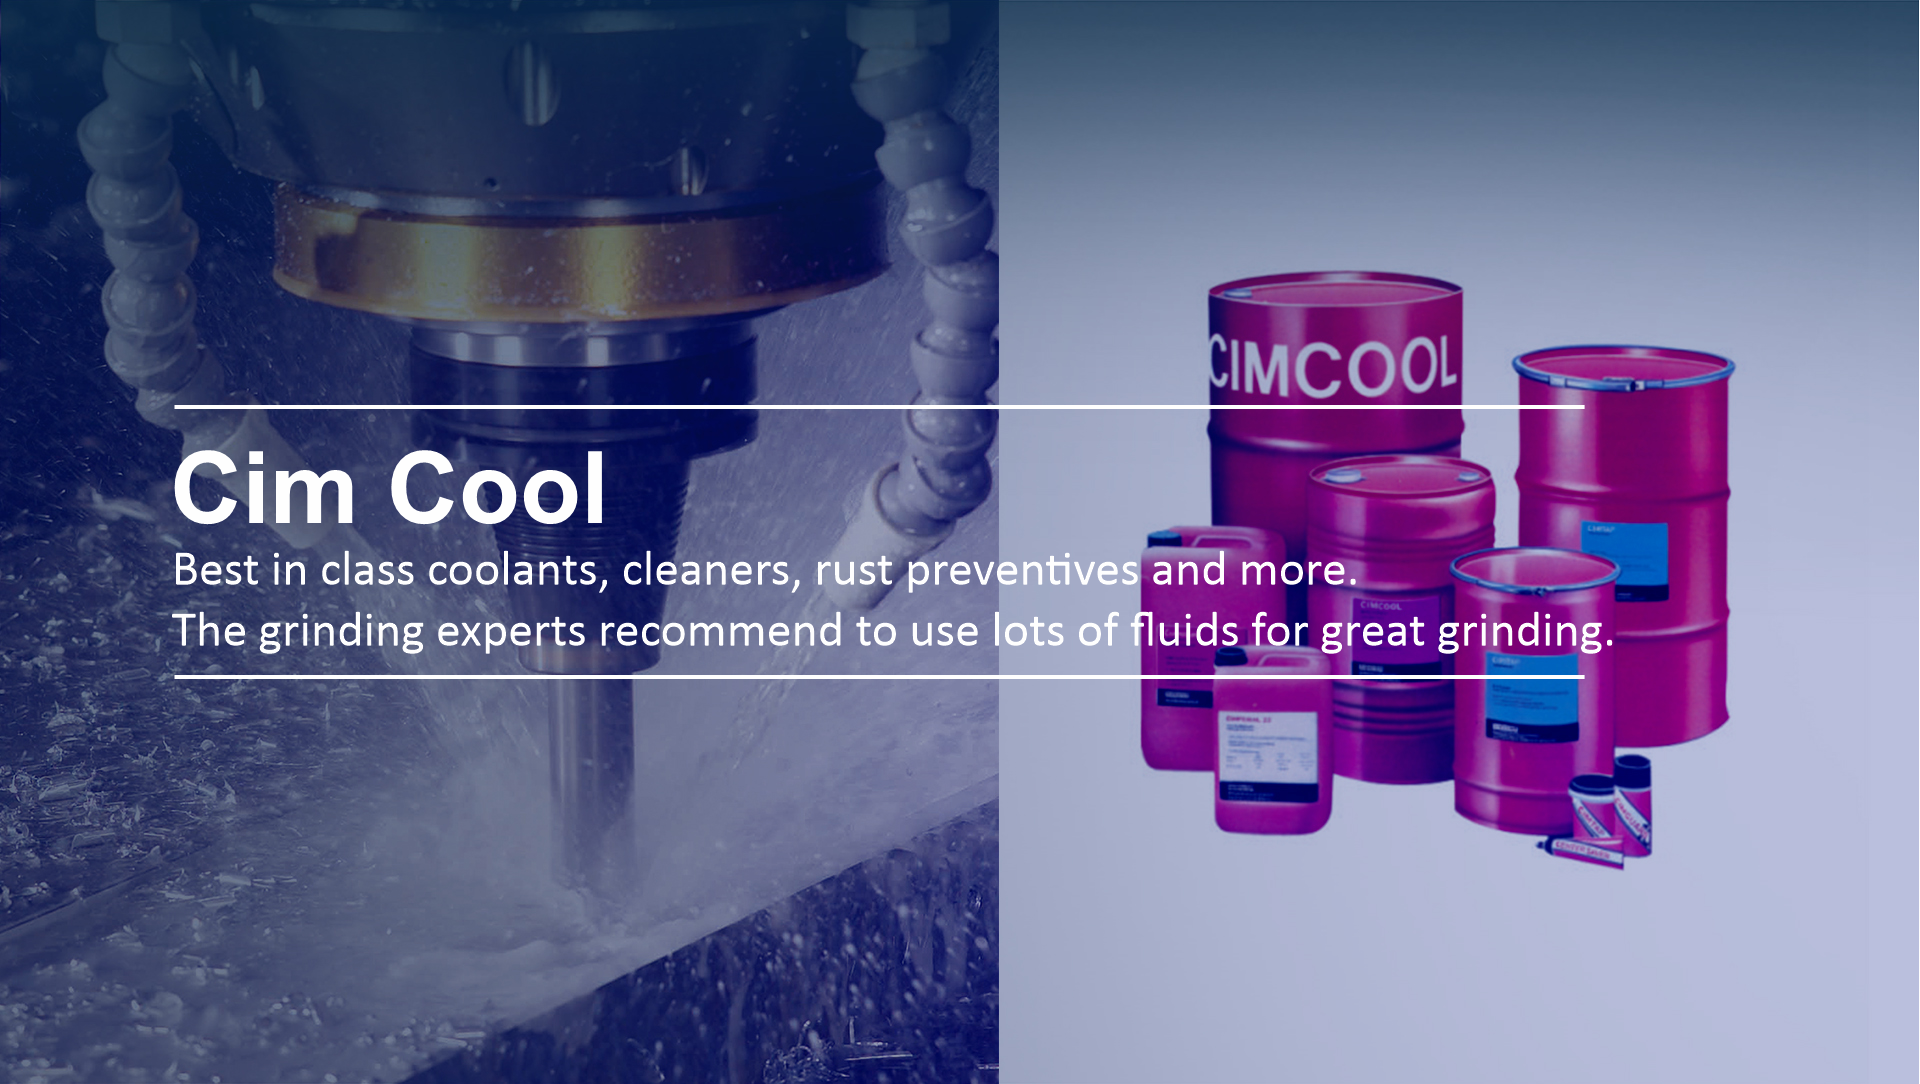 CIMCOOL
Cim Cool
Best in class coolants, cleaners, rust preventives and more.
The grinding experts recommend to use lots of fluids for great grinding.
CIMCOOL